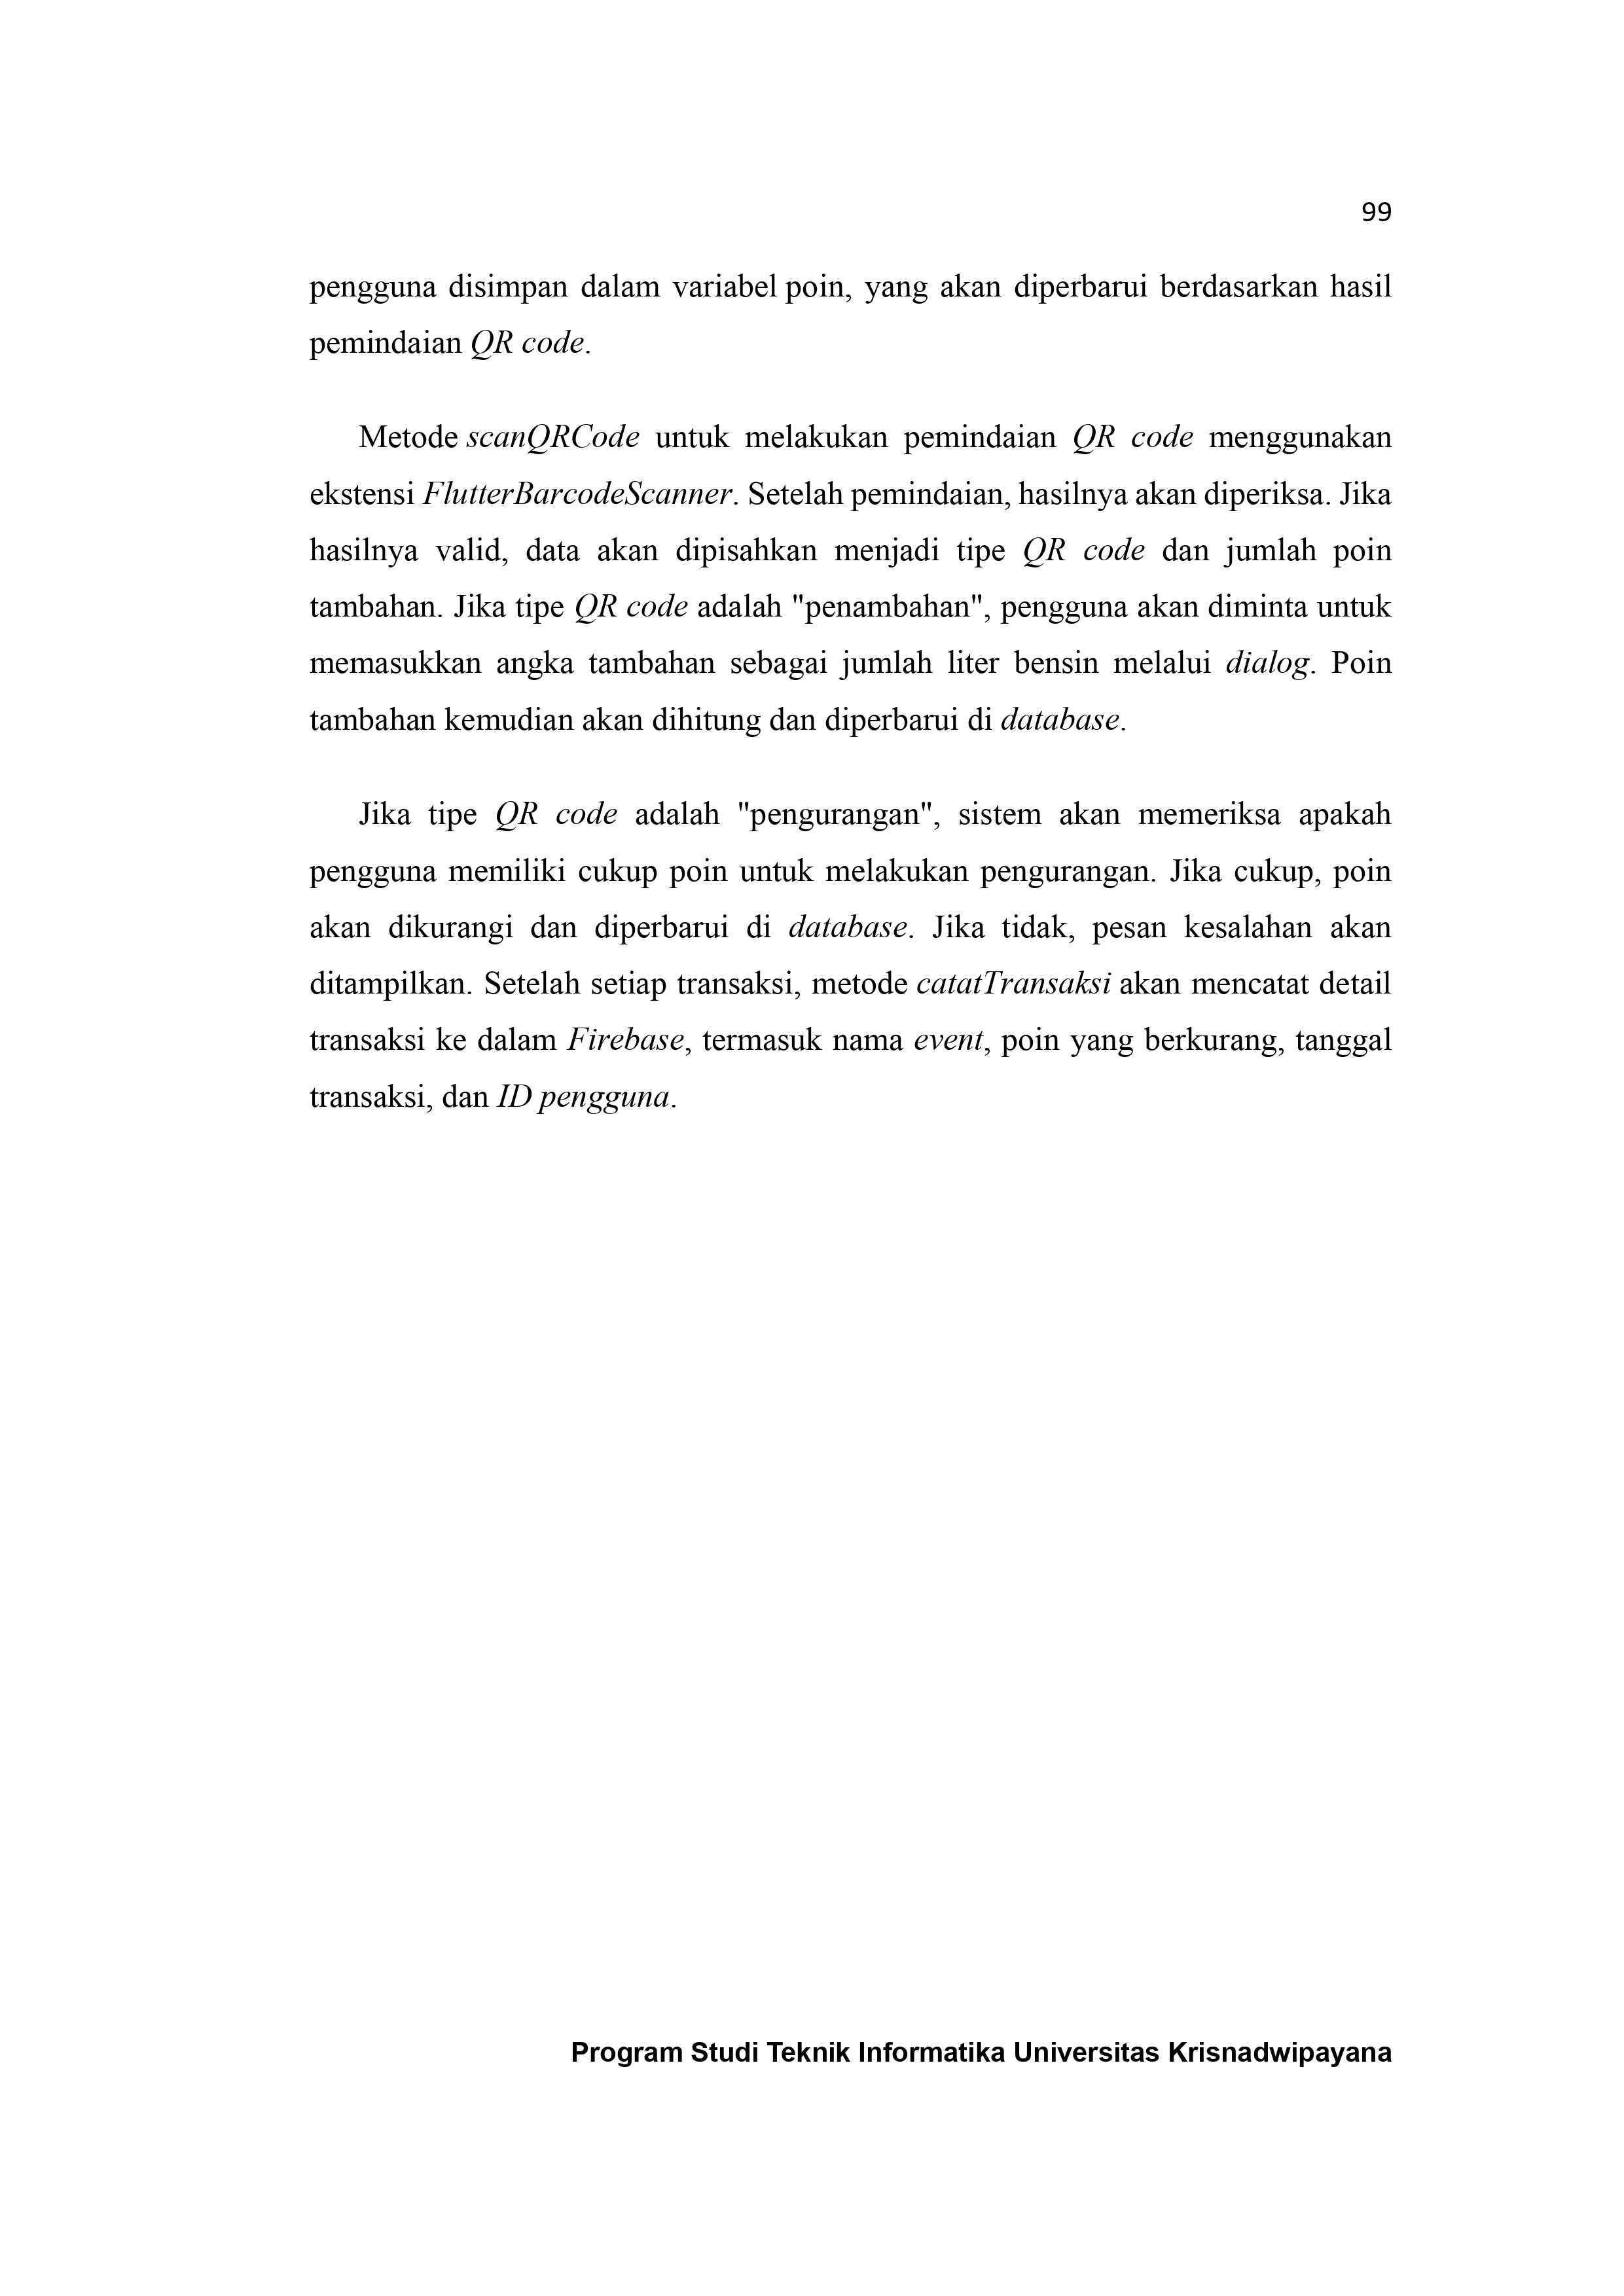 99
pengguna disimpan dalam variabel poin, yang akan diperbarui berdasarkan hasil
pemindaian QR code.
Metode scanQRCode untuk melakukan pemindaian QR code menggunakan
ekstensi FlutterBarcodeScanner. Setelah pemindaian, hasilnya akan diperiksa. Jika
hasilnya valid, data akan dipisahkan menjadi tipe QR code dan jumlah poin
tambahan. Jika tipe QR code adalah "penambahan", pengguna akan diminta untuk
memasukkan angka tambahan sebagai jumlah liter bensin melalui dialog. Poin
tambahan kemudian akan dihitung dan diperbarui di database.
Jika tipe QR code adalah "pengurangan", sistem akan memeriksa apakah
pengguna memiliki cukup poin untuk melakukan pengurangan. Jika cukup, poin
akan dikurangi dan diperbarui di database. Jika tidak, pesan kesalahan akan
ditampilkan. Setelah setiap transaksi, metode catatTransaksi akan mencatat detail
transaksi ke dalam Firebase, termasuk nama event, poin yang berkurang, tanggal
transaksi, dan ID pengguna.
Program Studi Teknik Informatika Universitas Krisnadwipayana